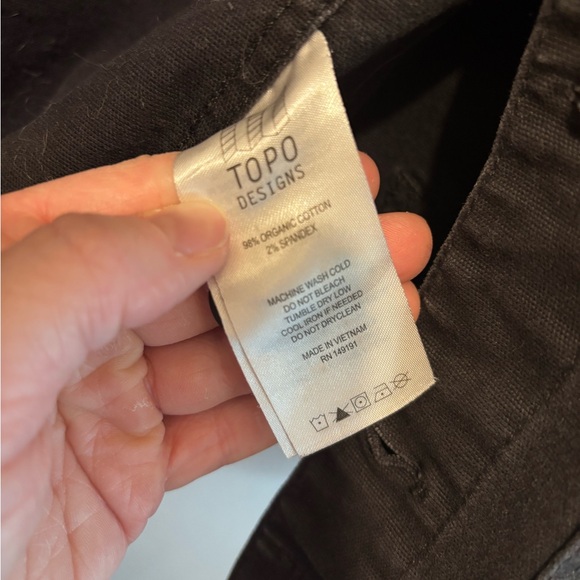 TOPO
DESIGNS
98% ORGANIC COTTON
2% SPANDEX
MACHINE WASH COLD
DO NOT BLEACH
TUMBLE DRY LOW
COOL IRON IF NEEDED
DO NOT DRYCLEAN
MADE IN VIETNAM
RN 149191